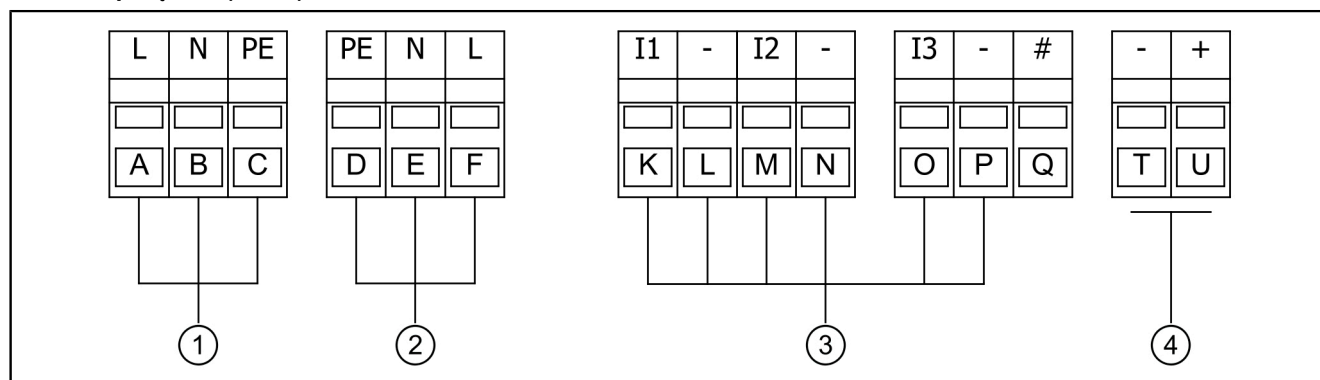 L N PE PE N L I1 - I2 - I3 - # - +
A B C D E F K L M N O P Q T U
1 2 3 4